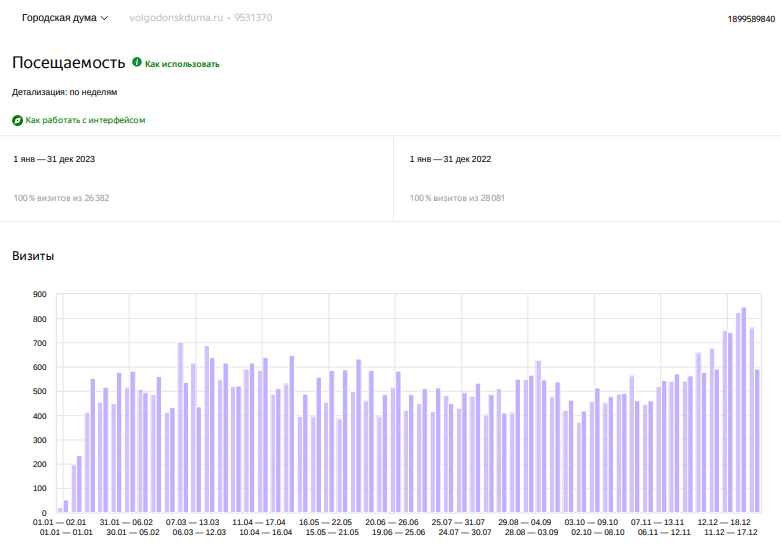 Городская дума
volgodonskduma.ru • 9531370
1899589840
Посещаемость
Как использовать
Детализация: по неделям
Как работать с интерфейсом
1 янв — 31 дек 2023
1 янв — 31 дек 2022
100 % визитов из 26 382
100 % визитов из 28 081
Визиты
900
800
700
600
500
400
300
200
100
0
01.01 — 02.01 31.01 — 06.02 07.03 — 13.03 11.04 — 17.04 16.05 — 22.05 20.06 — 26.06 25.07 — 31.07 29.08 — 04.09 03.10 — 09.10 07.11 — 13.11 12.12 — 18.12
01.01 — 01.01 30.01 — 05.02 06.03 — 12.03 10.04 — 16.04 15.05 — 21.05 19.06 — 25.06 24.07 — 30.07 28.08 — 03.09 02.10 — 08.10 06.11 — 12.11 11.12 — 17.12